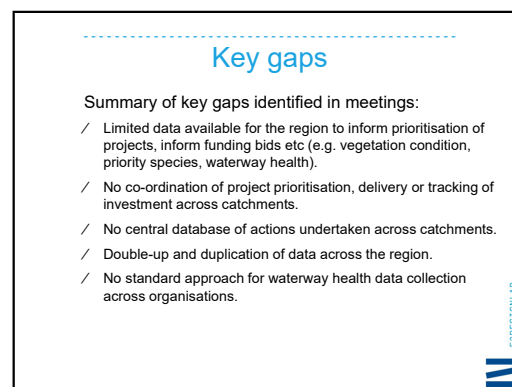 Key gaps
Summary of key gaps identified in meetings:
/ Limited data available for the region to inform prioritisation of
projects, inform funding bids etc (e.g. vegetation condition,
priority species, waterway health).
/ No co-ordination of project prioritisation, delivery or tracking of
investment across catchments.
/ No central database of actions undertaken across catchments.
/ Double-up and duplication of data across the region.
/ No standard approach for waterway health data collection
across organisations.